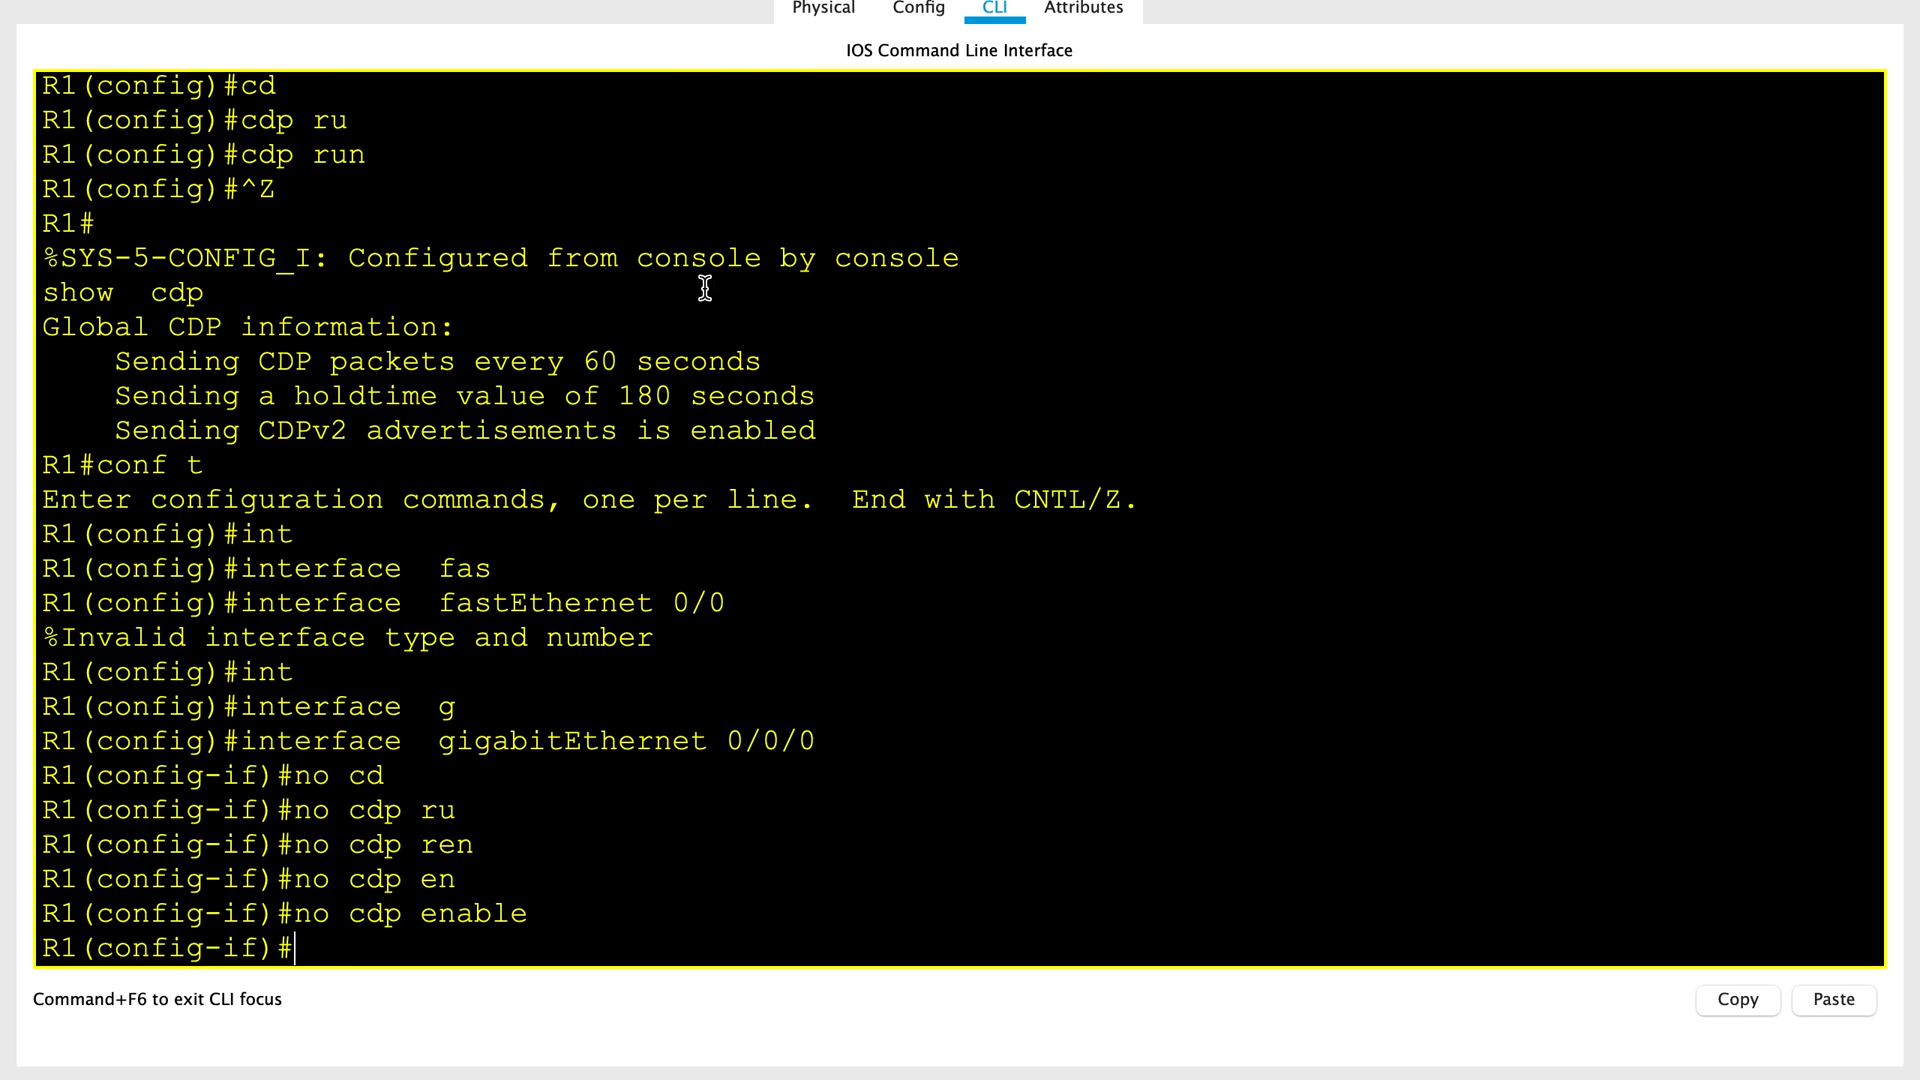 Physical Config CLI Attributes
IOS Command Line Interface
R1(config)#cd
R1(config)#cdp ru
R1(config)#cdp run
R1(config)#^Z
R1#
%SYS-5-CONFIG_I: Configured from console by console
show  cdp
Global CDP information:
    Sending CDP packets every 60 seconds
    Sending a holdtime value of 180 seconds
    Sending CDPv2 advertisements is enabled
R1#conf t
Enter configuration commands, one per line.  End with CNTL/Z.
R1(config)#int
R1(config)#interface  fas
R1(config)#interface  fastEthernet 0/0
%Invalid interface type and number
R1(config)#int
R1(config)#interface  g
R1(config)#interface  gigabitEthernet 0/0/0
R1(config-if)#no cd
R1(config-if)#no cdp ru
R1(config-if)#no cdp ren
R1(config-if)#no cdp en
R1(config-if)#no cdp enable
R1(config-if)#
Command+F6 to exit CLI focus
Copy Paste